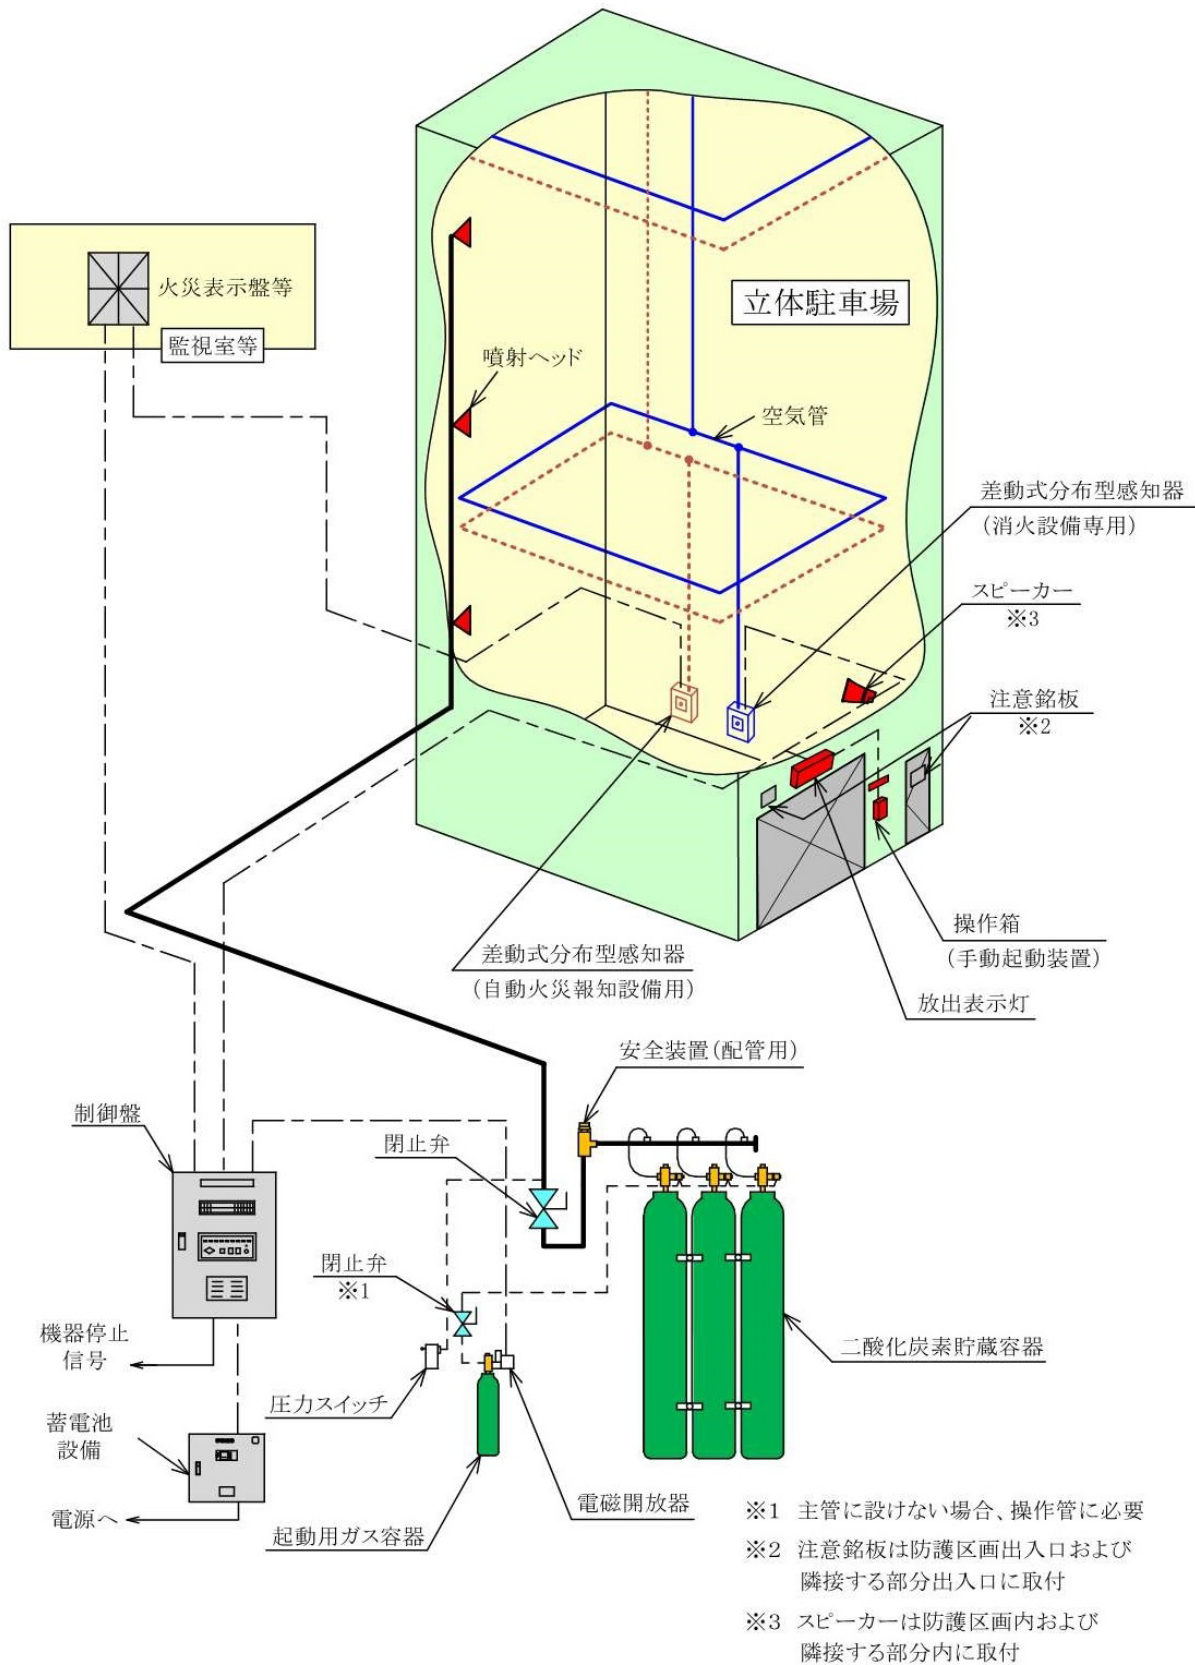 火災表示盤等
監視室等
立体駐車場
噴射ヘッド
空気管
差動式分布型感知器
(消火設備専用)
スピーカー
※3
注意銘板
※2
操作箱
(手動起動装置)
放出表示灯
差動式分布型感知器
(自動火災報知設備用)
安全装置(配管用)
制御盤
閉止弁
閉止弁
※1
機器停止
信号
圧力スイッチ
二酸化炭素貯蔵容器
蓄電池
設備
電源へ
起動用ガス容器
電磁開放器
※1 主管に設けない場合、操作管に必要
※2 注意銘板は防護区画出入口および
隣接する部分出入口に取付
※3 スピーカーは防護区画内および
隣接する部分内に取付